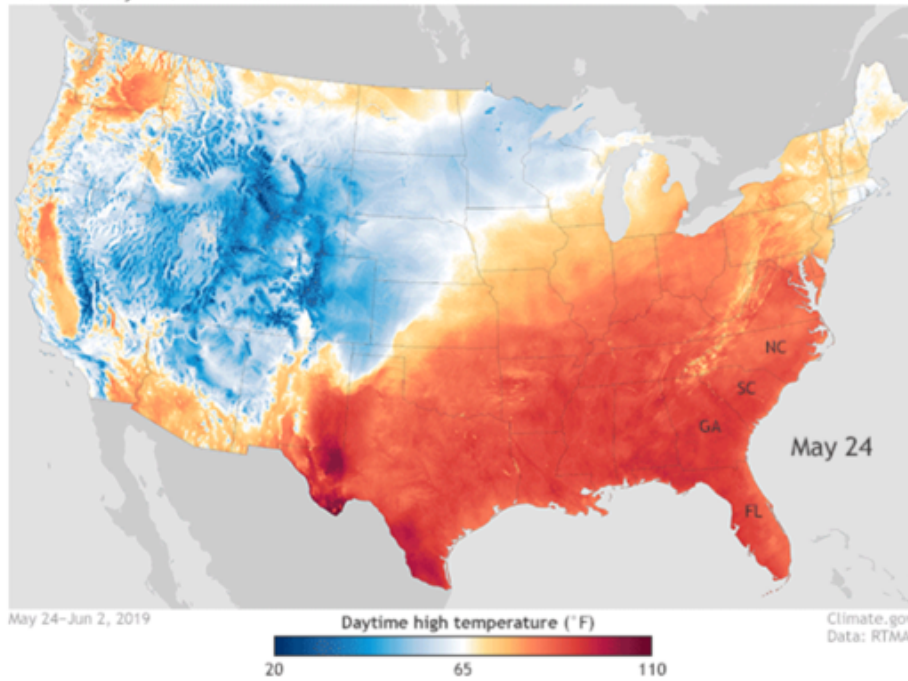 NC
SC
GA
May 24
FL
May 24–Jun 2, 2019
Daytime high temperature (°F)
Climate.gov
Data: RTMA
20
65
110